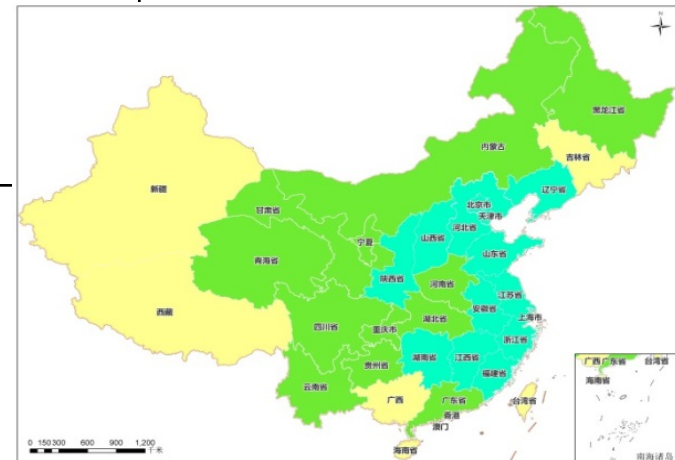 黑龙江省
内蒙古
吉林省
新疆
辽宁省
北京市
天津市
甘肃省
河北省
山西省
宁夏
山东省
青海省
陕西省
河南省
江苏省
安徽省
西藏
上海市
湖北省
四川省
重庆市
浙江省
湖南省
江西省
贵州省
福建省
云南省
广西
广东省
台湾省
香港
澳门
海南省
0 150 300 600 900 1,200
千米
广西 广东省 台湾省
海南省
南海诸岛